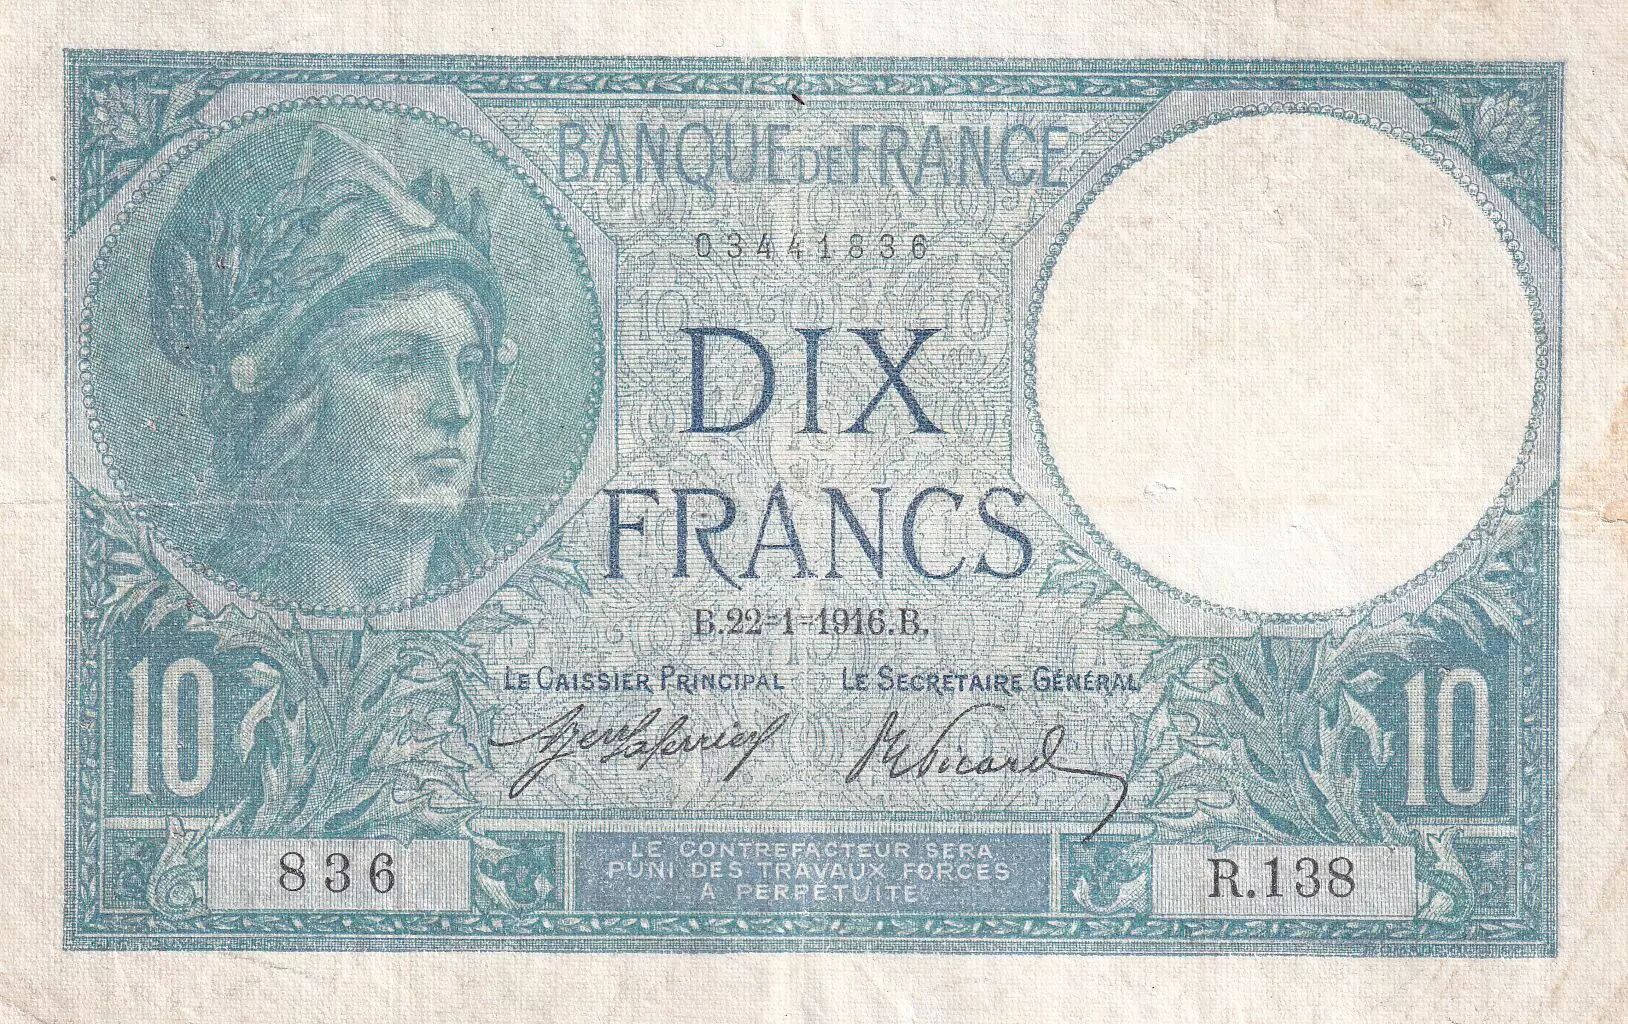 BANQUE DE FRANCE
03441836
DIX
FRANCS
B.22-1-1916.B.
LE CAISSIER PRINCIPAL LE SECRÉTAIRE GÉNÉRAL
Picard
10 10
836 R.138
LE CONTREFACTEUR SERA
PUNI DES TRAVAUX FORCÉS
À PERPÉTUITÉ